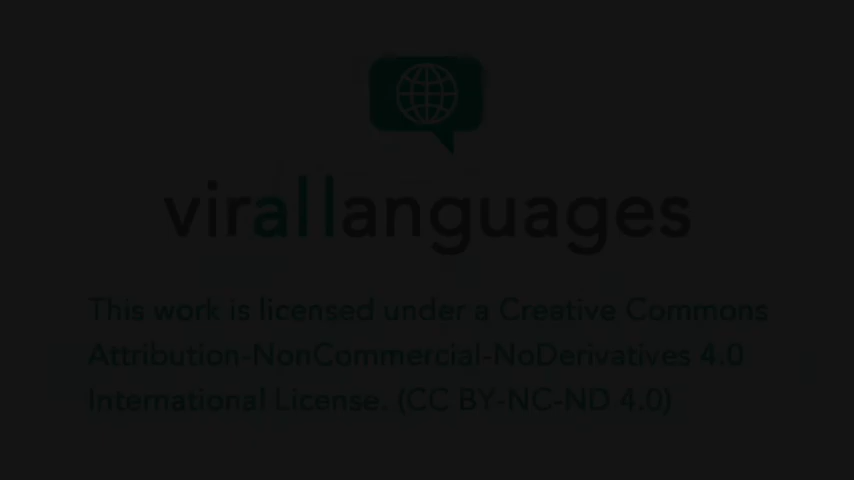 virallanguages
This work is licensed under a Creative Commons
Attribution-NonCommercial-NoDerivatives 4.0
International License. (CC BY-NC-ND 4.0)